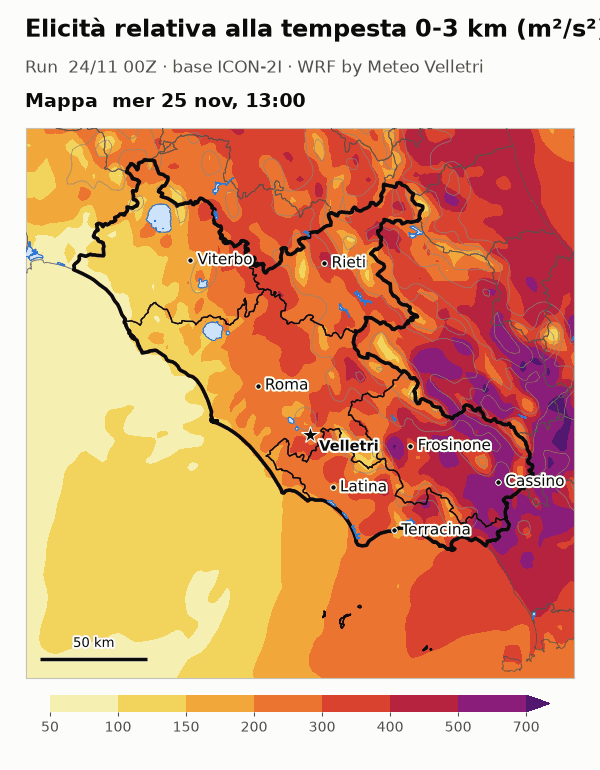 Elicità relativa alla tempesta 0-3 km (m²/s²)
Run 24/11 00Z · base ICON-2I · WRF by Meteo Velletri
Mappa mer 25 nov, 13:00
Viterbo
Rieti
Roma
Velletri
Frosinone
Cassino
Latina
Terracina
50 km
50 100 150 200 300 400 500 700